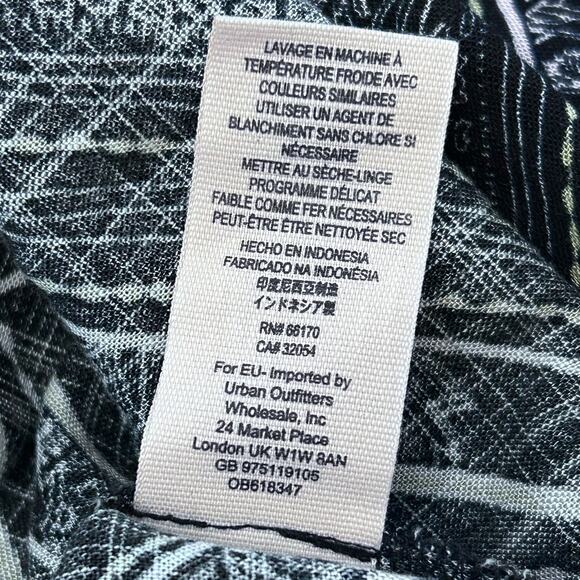 LAVAGE EN MACHINE À
TEMPÉRATURE FROIDE AVEC
COULEURS SIMILAIRES
UTILISER UN AGENT DE
BLANCHIMENT SANS CHLORE SI
NÉCESSAIRE
METTRE AU SÈCHE-LINGE
PROGRAMME DÉLICAT
FAIBLE COMME FER NÉCESSAIRES
PEUT-ÊTRE ÊTRE NETTOYÉE SEC
HECHO EN INDONESIA
FABRICADO NA INDONÉSIA
印度尼西亞制造
インドネシア製
RN# 66170
CA# 32054
For EU- Imported by
Urban Outfitters
Wholesale, Inc
24 Market Place
London UK W1W 8AN
GB 975119105
OB618347